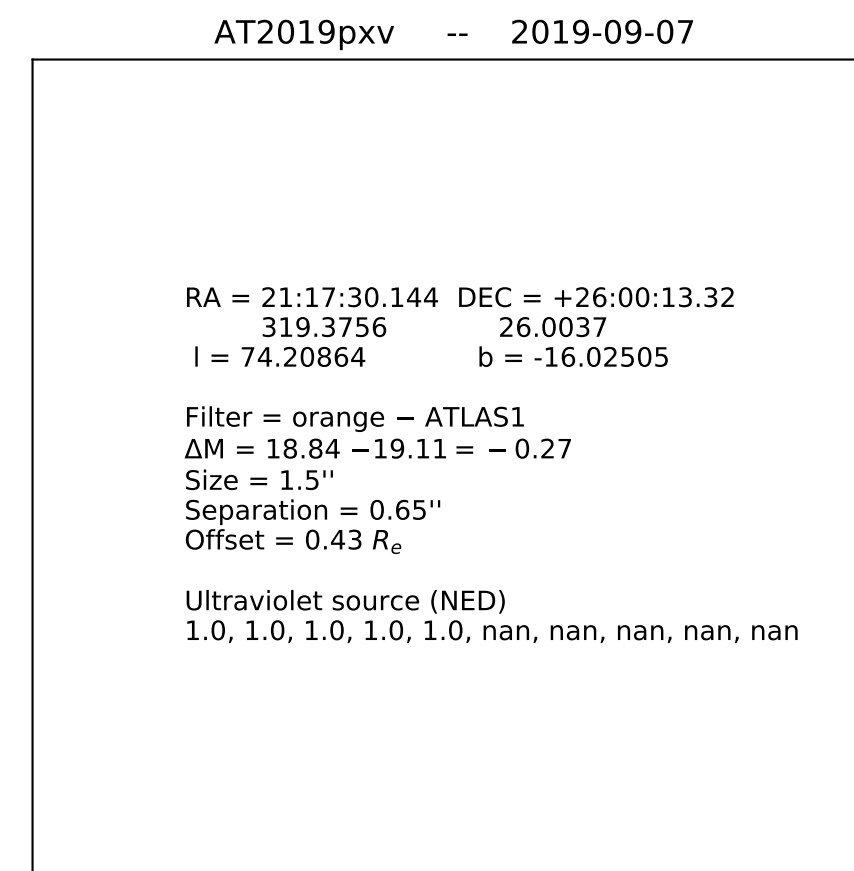 AT2019pxv -- 2019-09-07
RA = 21:17:30.144 DEC = +26:00:13.32
319.3756 26.0037
l = 74.20864 b = -16.02505
Filter = orange − ATLAS1
ΔM = 18.84 −19.11 = − 0.27
Size = 1.5''
Separation = 0.65''
Offset = 0.43 Rₑ
Ultraviolet source (NED)
1.0, 1.0, 1.0, 1.0, 1.0, nan, nan, nan, nan, nan